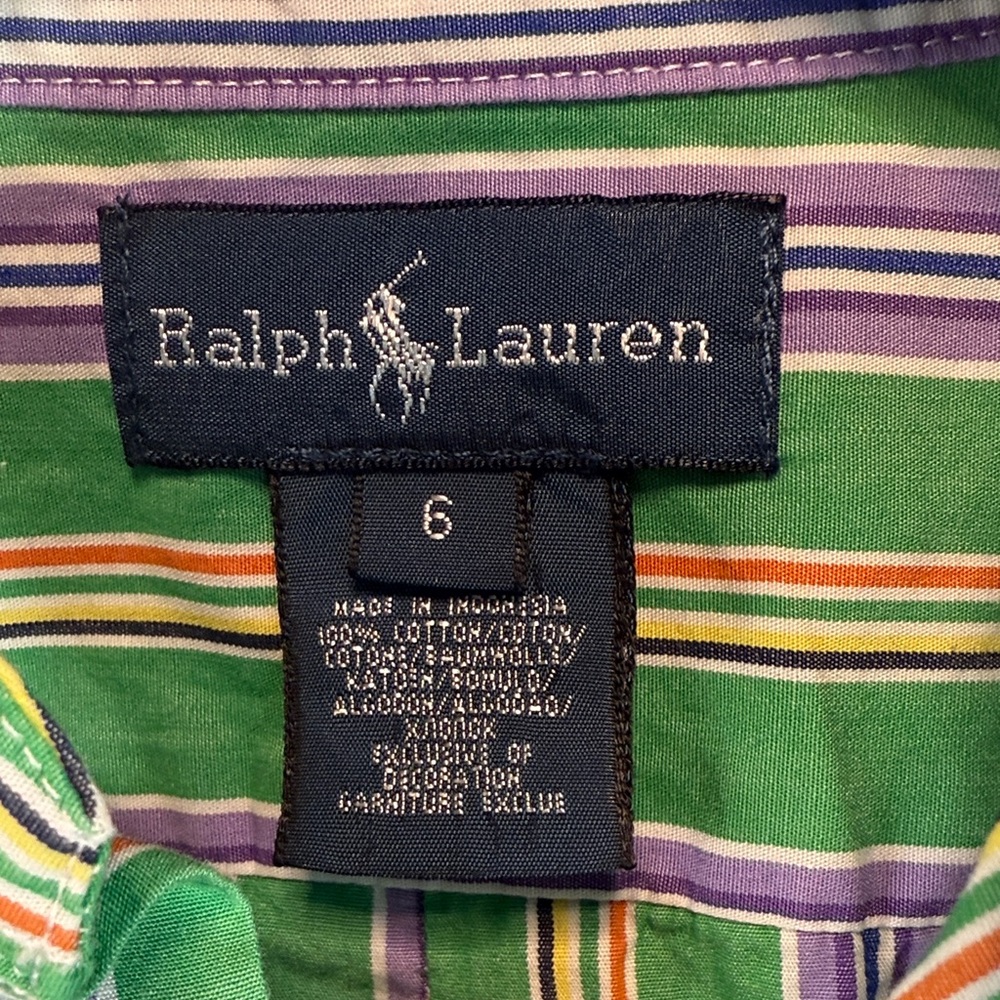 Ralph Lauren
6
MADE IN INDONESIA
100% COTTON/COTON/
COTONE/BAUMWOLLE/
KATOEN/BOMULD/
ALGODON/ALGODAO/
EXCLUSIVE OF
DECORATION
GARNITURE EXCLUE